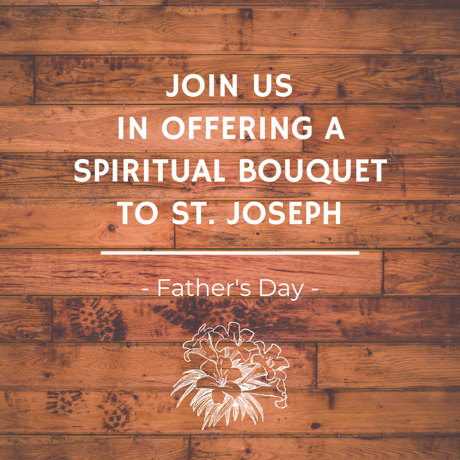 JOIN US
IN OFFERING A
SPIRITUAL BOUQUET
TO ST. JOSEPH
- Father's Day -